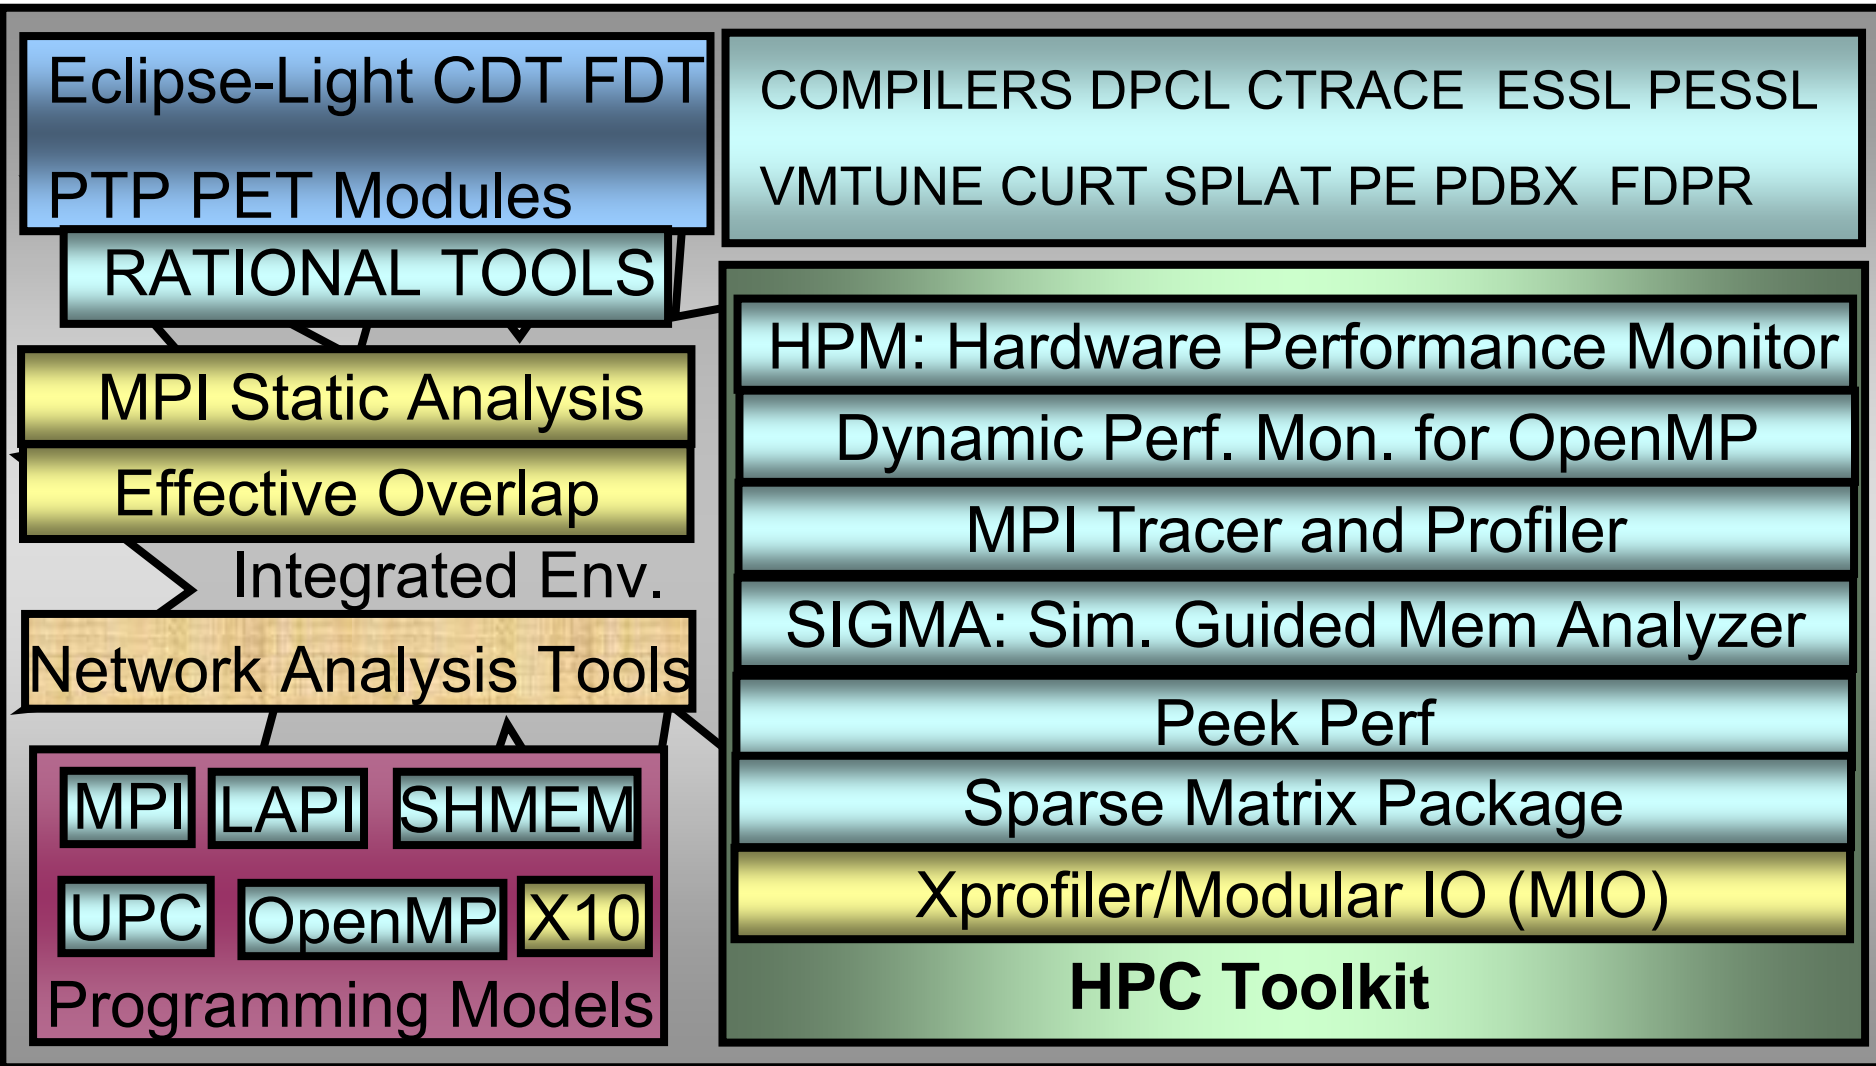 Eclipse-Light CDT FDT
PTP PET Modules
RATIONAL TOOLS
MPI Static Analysis
Effective Overlap
Integrated Env.
Network Analysis Tools
MPI LAPI SHMEM
UPC OpenMP X10
Programming Models
COMPILERS DPCL CTRACE ESSL PESSL
VMTUNE CURT SPLAT PE PDBX FDPR
HPM: Hardware Performance Monitor
Dynamic Perf. Mon. for OpenMP
MPI Tracer and Profiler
SIGMA: Sim. Guided Mem Analyzer
Peek Perf
Sparse Matrix Package
Xprofiler/Modular IO (MIO)
HPC Toolkit